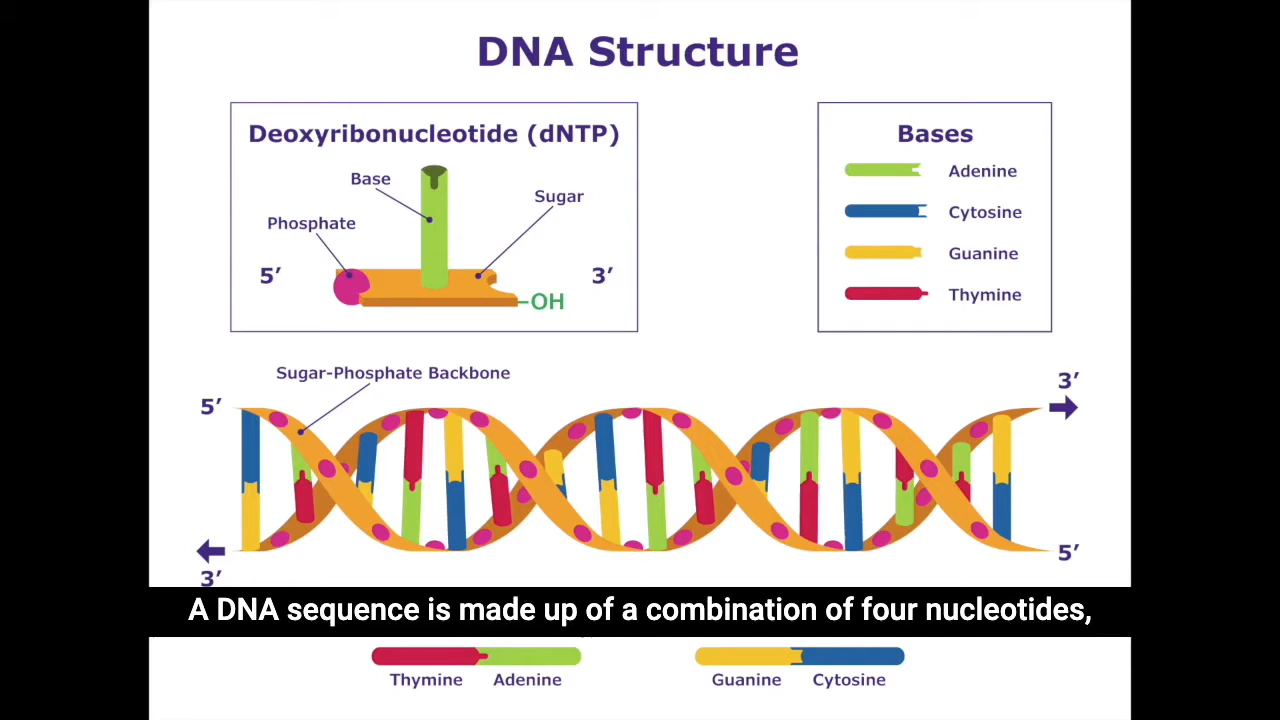 DNA Structure
Deoxyribonucleotide (dNTP)
Base
Sugar
Phosphate
5’
3’
-OH
Bases
Adenine
Cytosine
Guanine
Thymine
Sugar-Phosphate Backbone
5’
3’
3’
5’
A DNA sequence is made up of a combination of four nucleotides,
Thymine Adenine
Guanine Cytosine